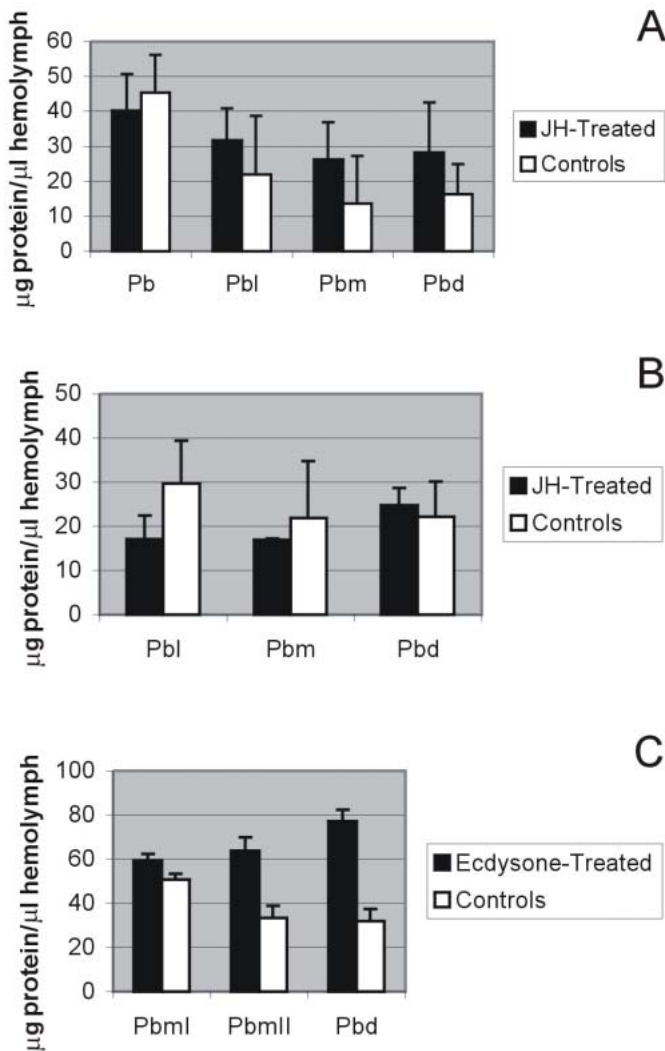 A
µg protein/µl hemolymph
60
50
40
30
20
10
0
Pb Pbl Pbm Pbd
JH-Treated
Controls
B
µg protein/µl hemolymph
50
40
30
20
10
0
Pbl Pbm Pbd
JH-Treated
Controls
C
µg protein/µl hemolymph
100
80
60
40
20
0
PbmI PbmII Pbd
Ecdysone-Treated
Controls